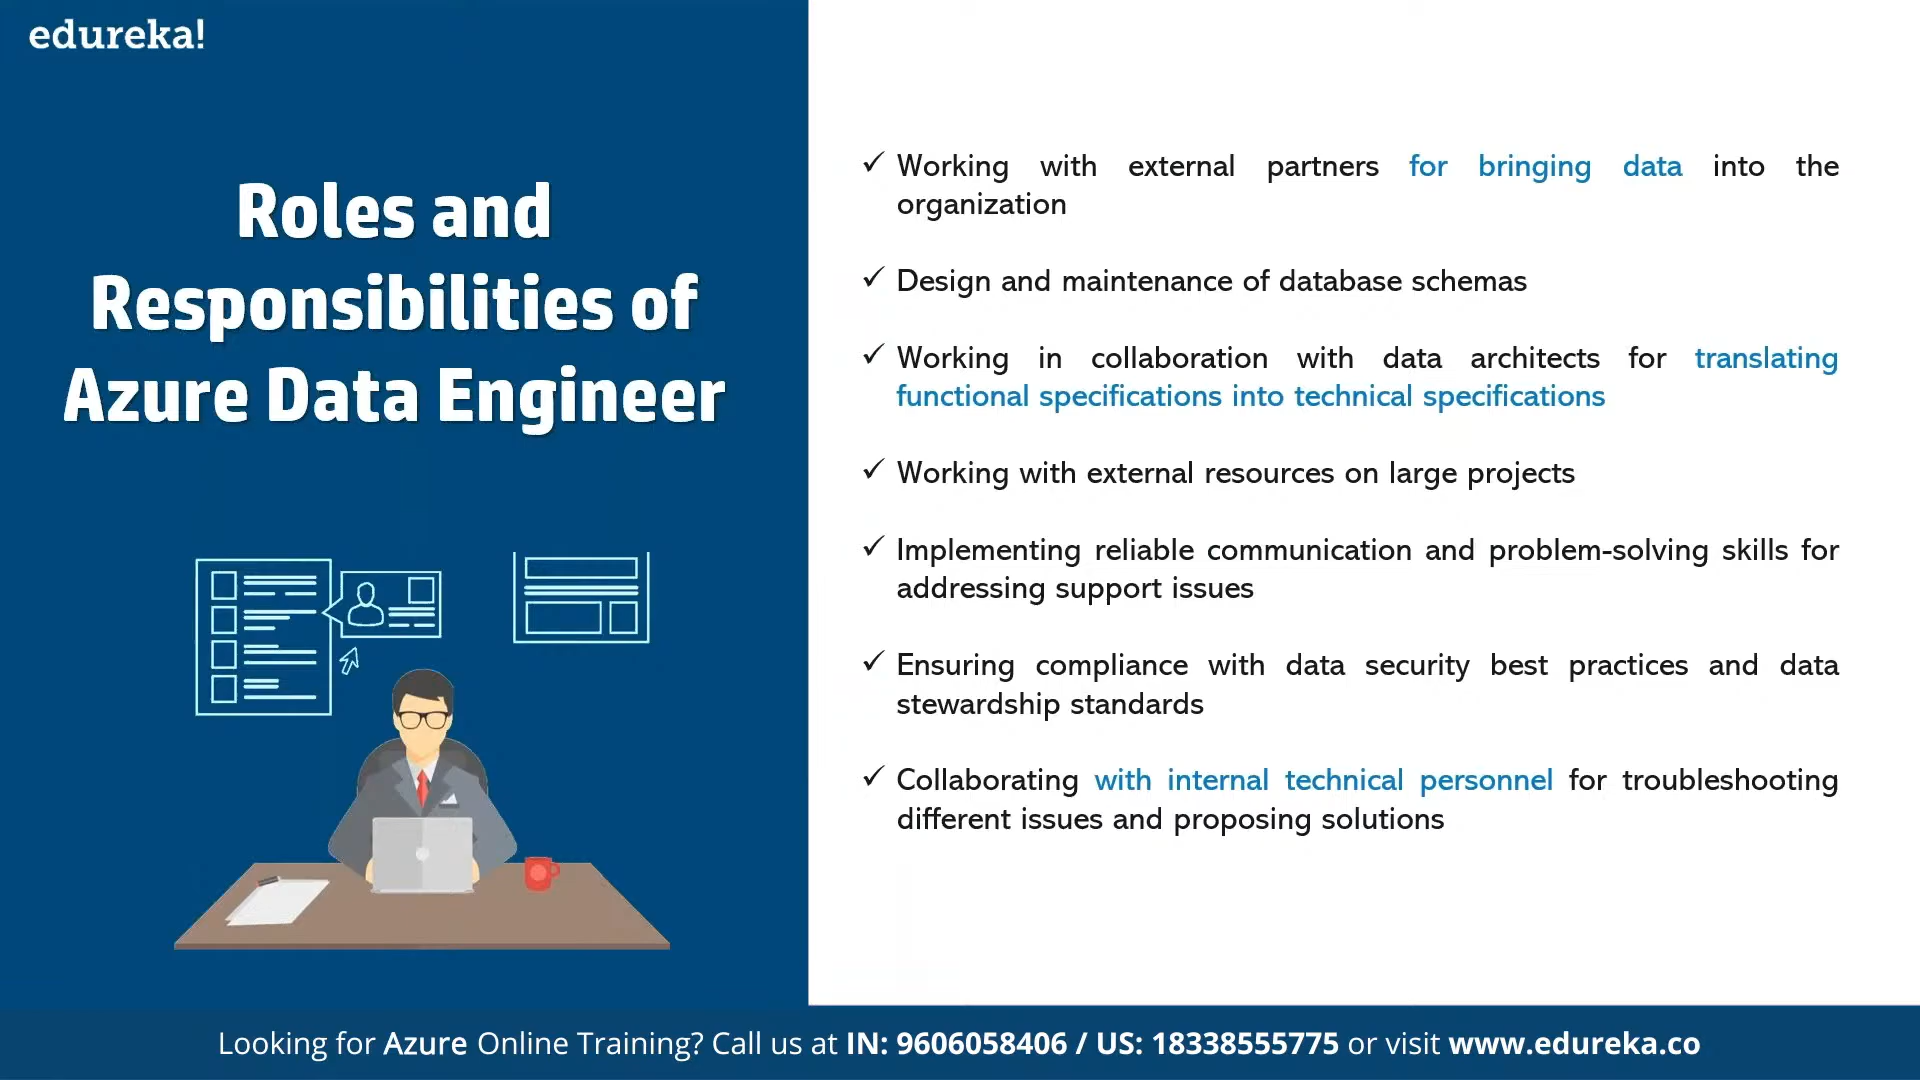 edureka!
Roles and
Responsibilities of
Azure Data Engineer
✓ Working with external partners for bringing data into the
organization
✓ Design and maintenance of database schemas
✓ Working in collaboration with data architects for translating
functional specifications into technical specifications
✓ Working with external resources on large projects
✓ Implementing reliable communication and problem-solving skills for
addressing support issues
✓ Ensuring compliance with data security best practices and data
stewardship standards
✓ Collaborating with internal technical personnel for troubleshooting
different issues and proposing solutions
Looking for Azure Online Training? Call us at IN: 9606058406 / US: 18338555775 or visit www.edureka.co